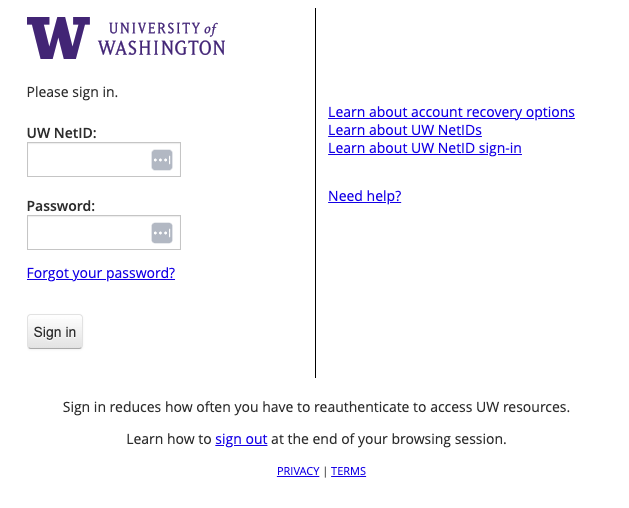 W UNIVERSITY of
WASHINGTON
Please sign in.
UW NetID:
Password:
Forgot your password?
Sign in
Learn about account recovery options
Learn about UW NetIDs
Learn about UW NetID sign-in
Need help?
Sign in reduces how often you have to reauthenticate to access UW resources.
Learn how to sign out at the end of your browsing session.
PRIVACY | TERMS